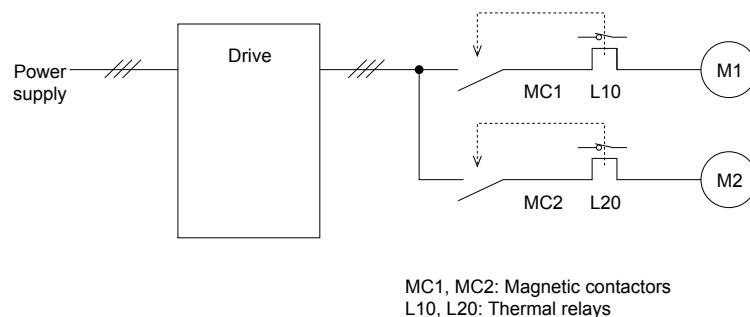 Drive
Power
supply
MC1
L10
M1
MC2
L20
M2
MC1, MC2: Magnetic contactors
L10, L20: Thermal relays